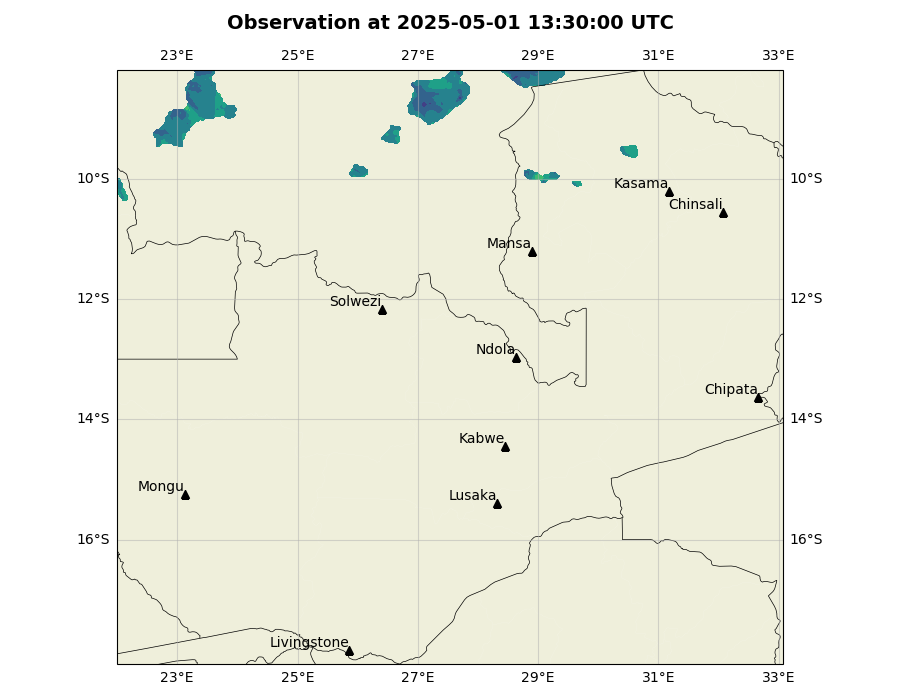 Observation at 2025-05-01 13:30:00 UTC
23°E 25°E 27°E 29°E 31°E 33°E
10°S 10°S
Kasama
Chinsali
Mansa
12°S 12°S
Solwezi
Ndola
Chipata
14°S 14°S
Kabwe
Mongu
Lusaka
16°S 16°S
Livingstone
23°E 25°E 27°E 29°E 31°E 33°E